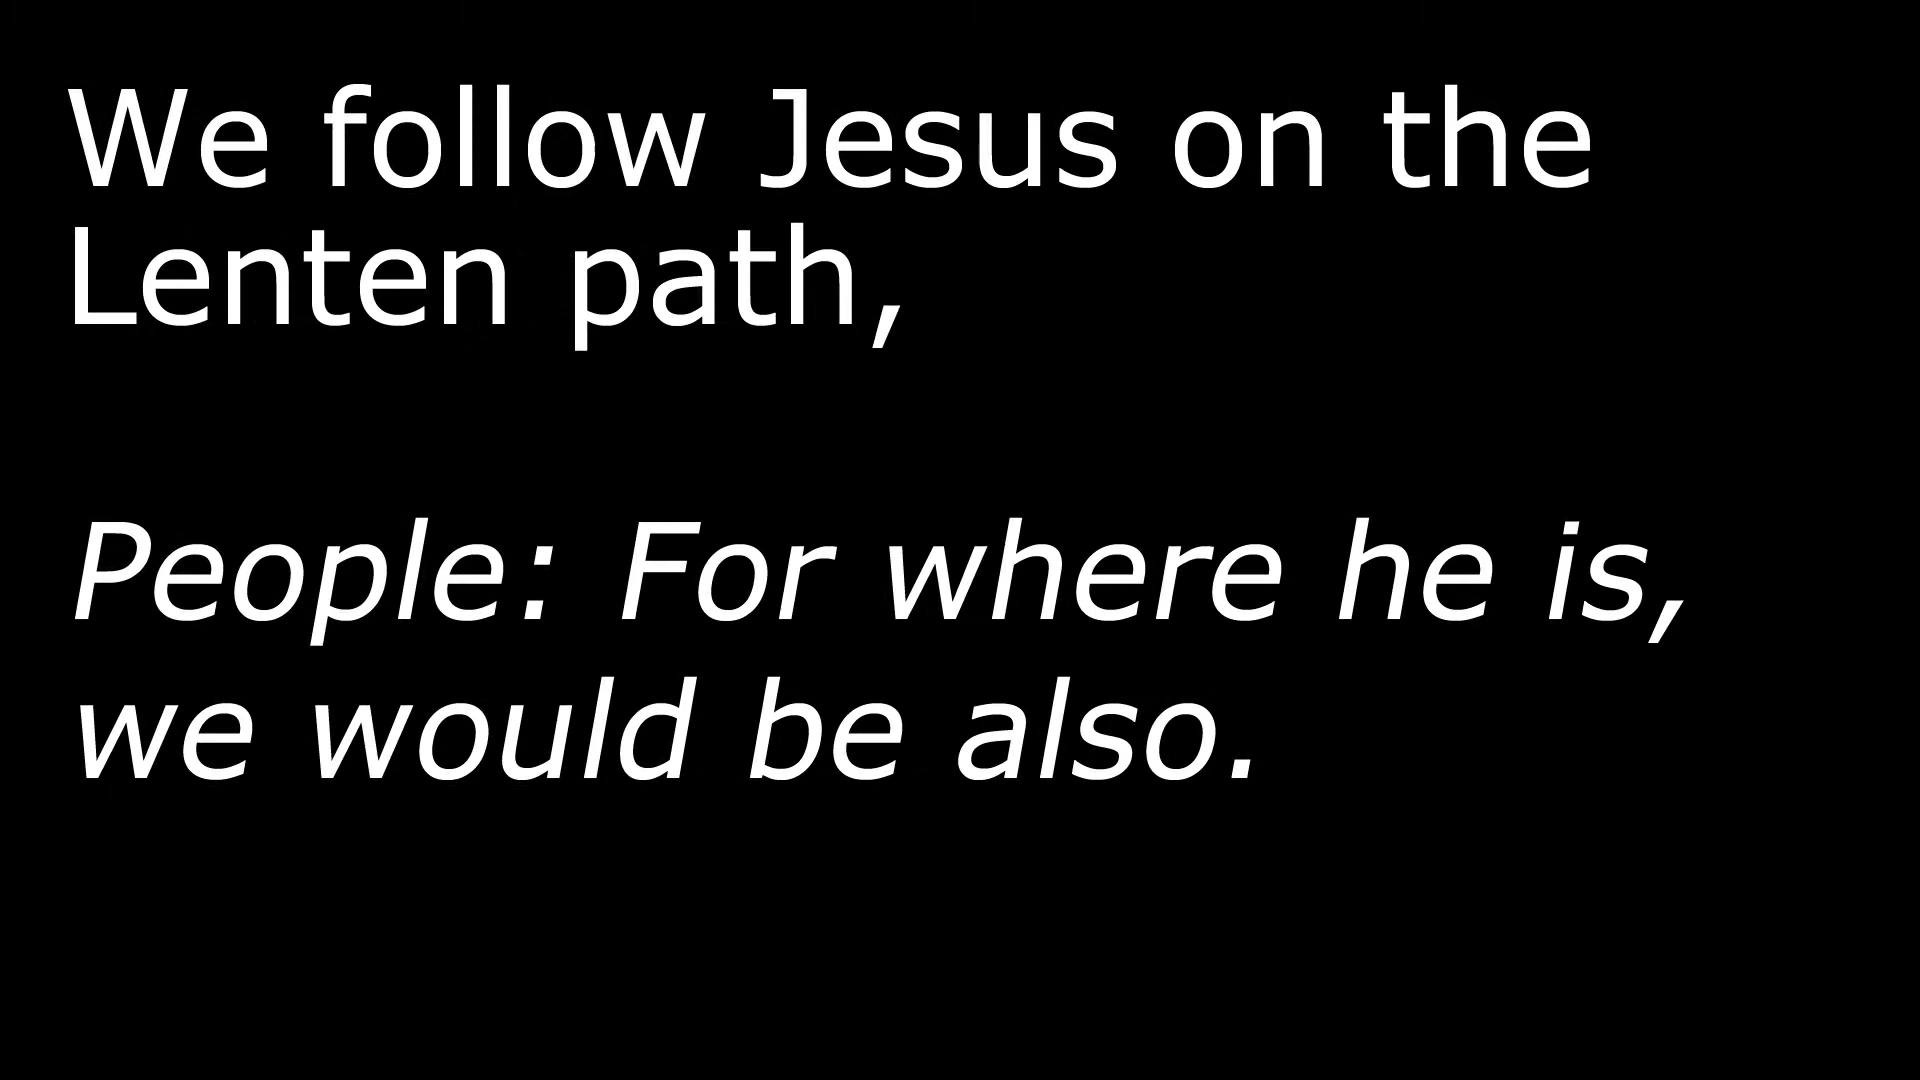 We follow Jesus on the
Lenten path,
People: For where he is,
we would be also.